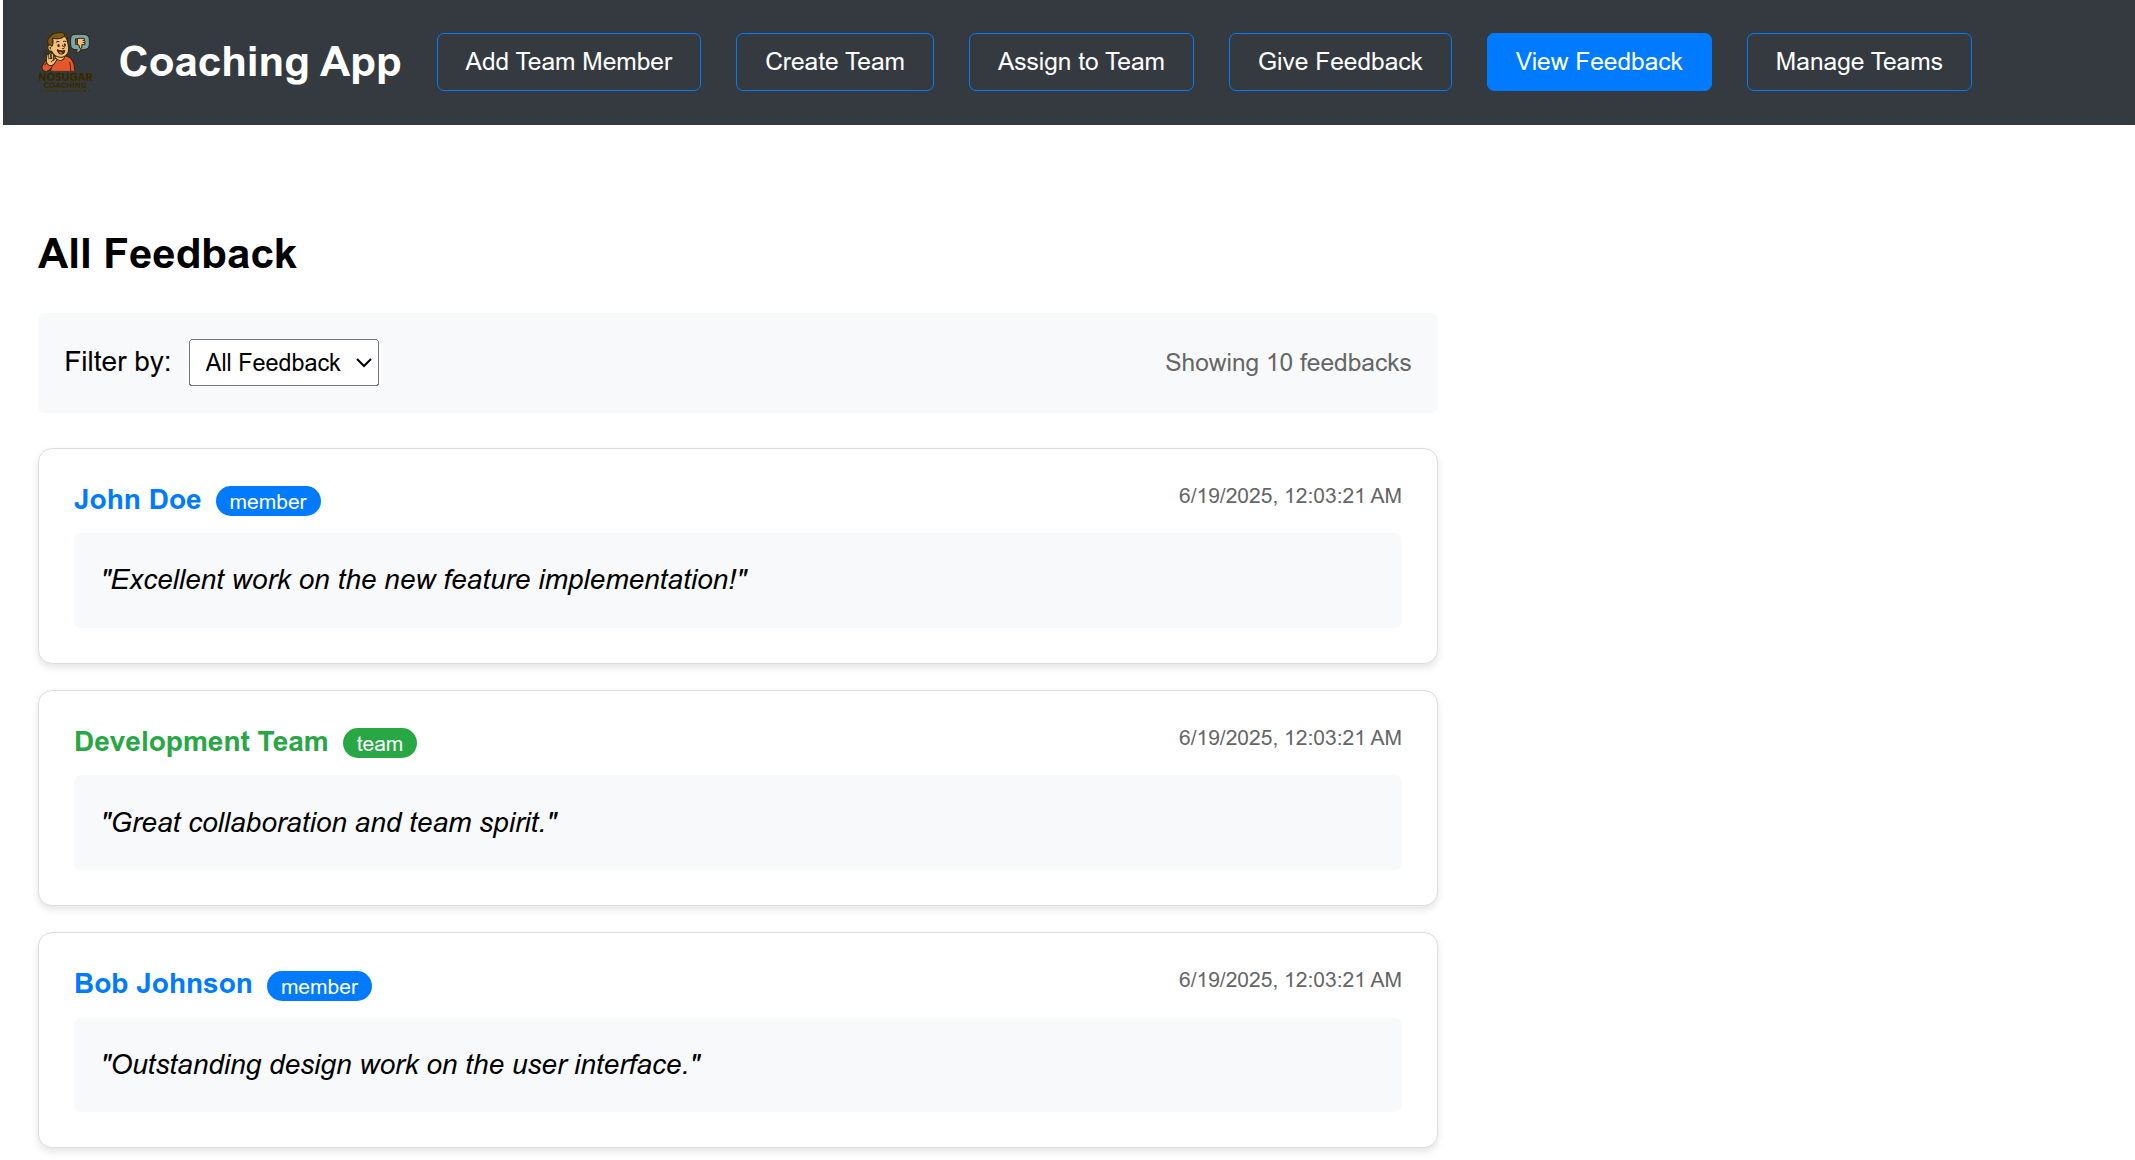 NOSUGAR
COACHING
Coaching App
Add Team Member
Create Team
Assign to Team
Give Feedback
View Feedback
Manage Teams
All Feedback
Filter by: All Feedback
Showing 10 feedbacks
John Doe member
6/19/2025, 12:03:21 AM
"Excellent work on the new feature implementation!"
Development Team team
6/19/2025, 12:03:21 AM
"Great collaboration and team spirit."
Bob Johnson member
6/19/2025, 12:03:21 AM
"Outstanding design work on the user interface."